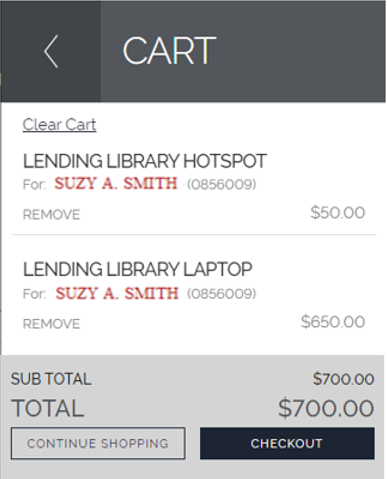 CART
Clear Cart
LENDING LIBRARY HOTSPOT
For: SUZY A. SMITH (0856009)
REMOVE $50.00
LENDING LIBRARY LAPTOP
For: SUZY A. SMITH (0856009)
REMOVE $650.00
SUB TOTAL $700.00
TOTAL $700.00
CONTINUE SHOPPING CHECKOUT